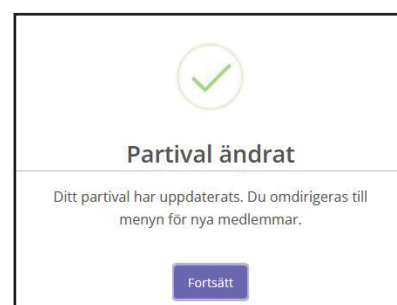 Partival ändrat
Ditt partival har uppdaterats. Du omdirigeras till
menyn för nya medlemmar.
Fortsätt